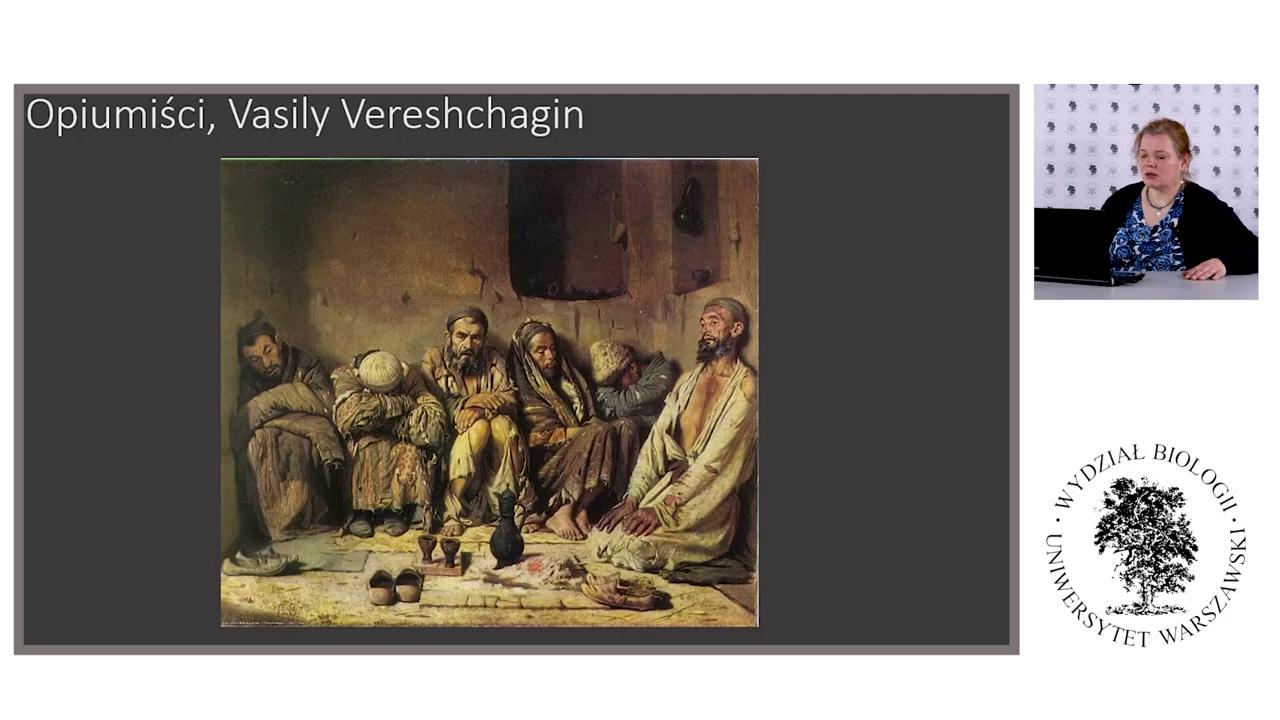 Opiumiści, Vasily Vereshchagin
• WYDZIAŁ BIOLOGII •
UNIWERSYTET WARSZAWSKI